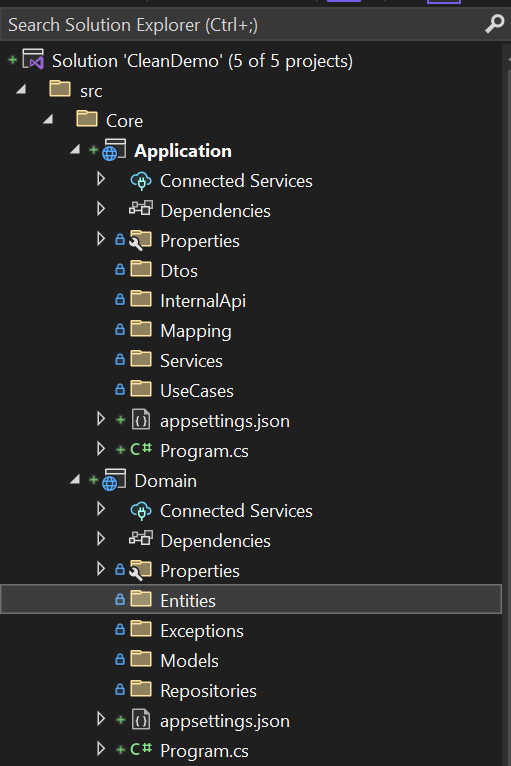 Search Solution Explorer (Ctrl+;)
Solution 'CleanDemo' (5 of 5 projects)
src
Core
Application
Connected Services
Dependencies
Properties
Dtos
InternalApi
Mapping
Services
UseCases
appsettings.json
C# Program.cs
Domain
Connected Services
Dependencies
Properties
Entities
Exceptions
Models
Repositories
appsettings.json
C# Program.cs